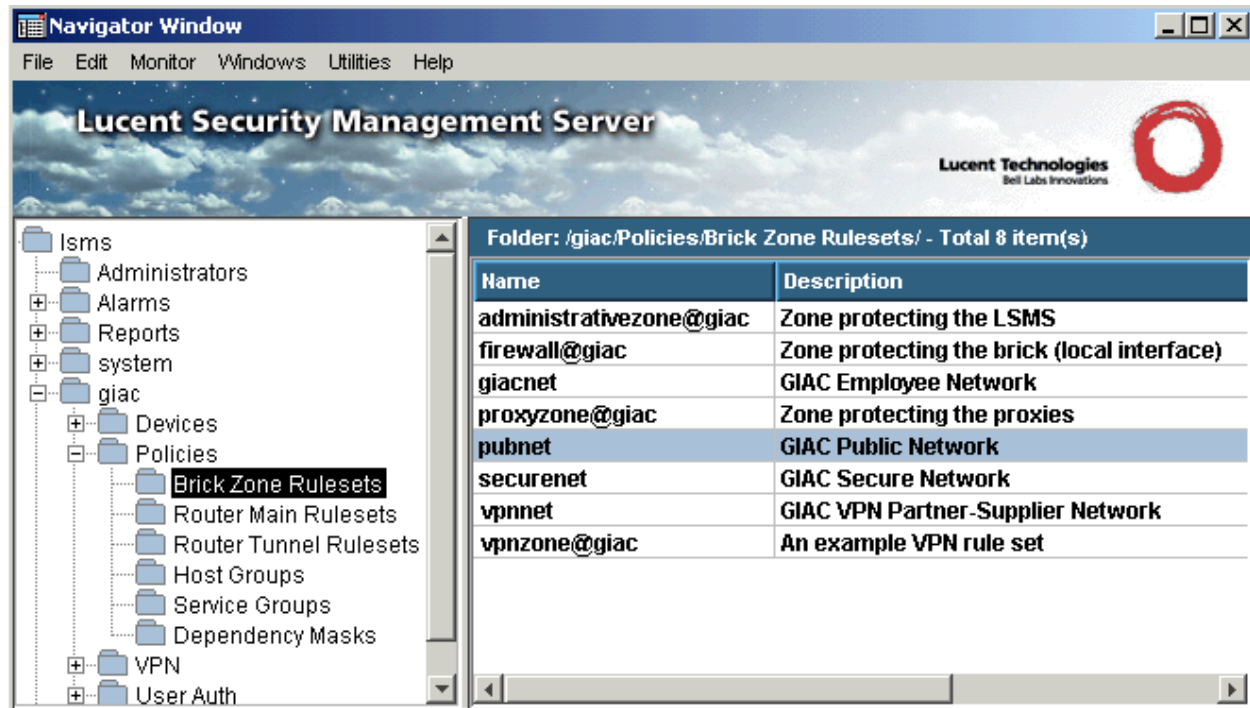 Navigator Window
File Edit Monitor Windows Utilities Help
Lucent Security Management Server
Lucent Technologies
Bell Labs Innovations
lsms
Administrators
Alarms
Reports
system
giac
Devices
Policies
Brick Zone Rulesets
Router Main Rulesets
Router Tunnel Rulesets
Host Groups
Service Groups
Dependency Masks
VPN
User Auth
Folder: /giac/Policies/Brick Zone Rulesets/ - Total 8 item(s)
Name Description
administrativezone@giac Zone protecting the LSMS
firewall@giac Zone protecting the brick (local interface)
giacnet GIAC Employee Network
proxyzone@giac Zone protecting the proxies
pubnet GIAC Public Network
securenet GIAC Secure Network
vpnnet GIAC VPN Partner-Supplier Network
vpnzone@giac An example VPN rule set